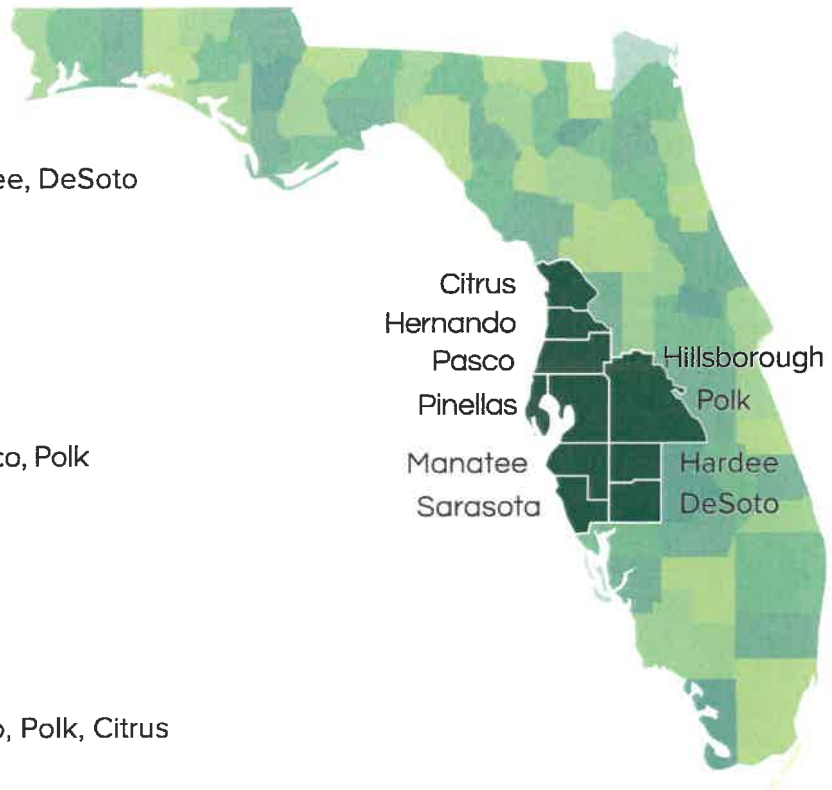 ee, DeSoto
Citrus
Hernando
Pasco
Hillsborough
Pinellas
Polk
co, Polk
Manatee
Hardee
Sarasota
DeSoto
o, Polk, Citrus